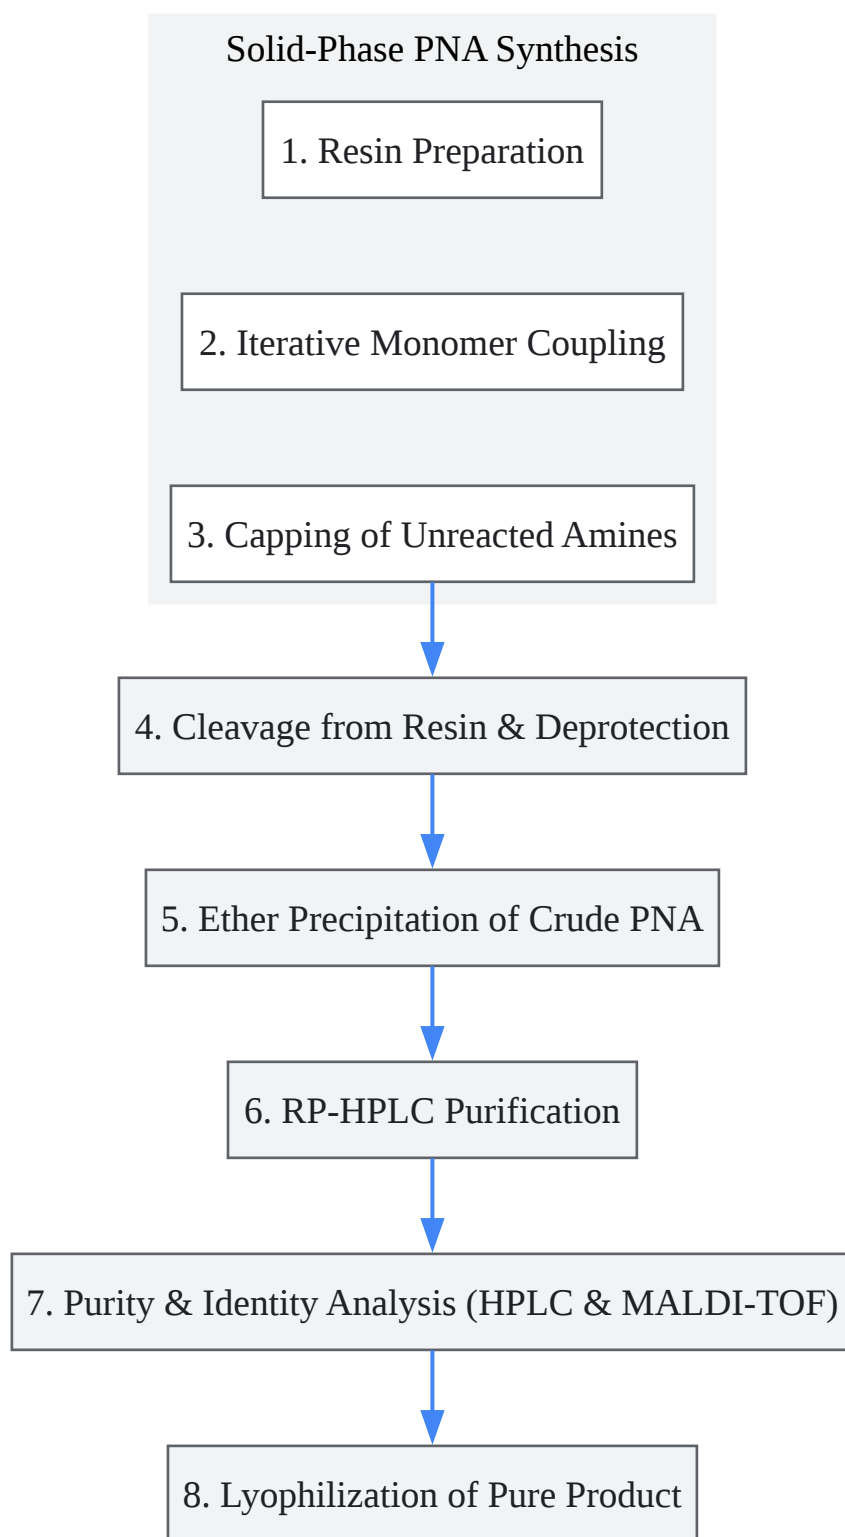 Solid-Phase PNA Synthesis
1. Resin Preparation
2. Iterative Monomer Coupling
3. Capping of Unreacted Amines
4. Cleavage from Resin & Deprotection
5. Ether Precipitation of Crude PNA
6. RP-HPLC Purification
7. Purity & Identity Analysis (HPLC & MALDI-TOF)
8. Lyophilization of Pure Product